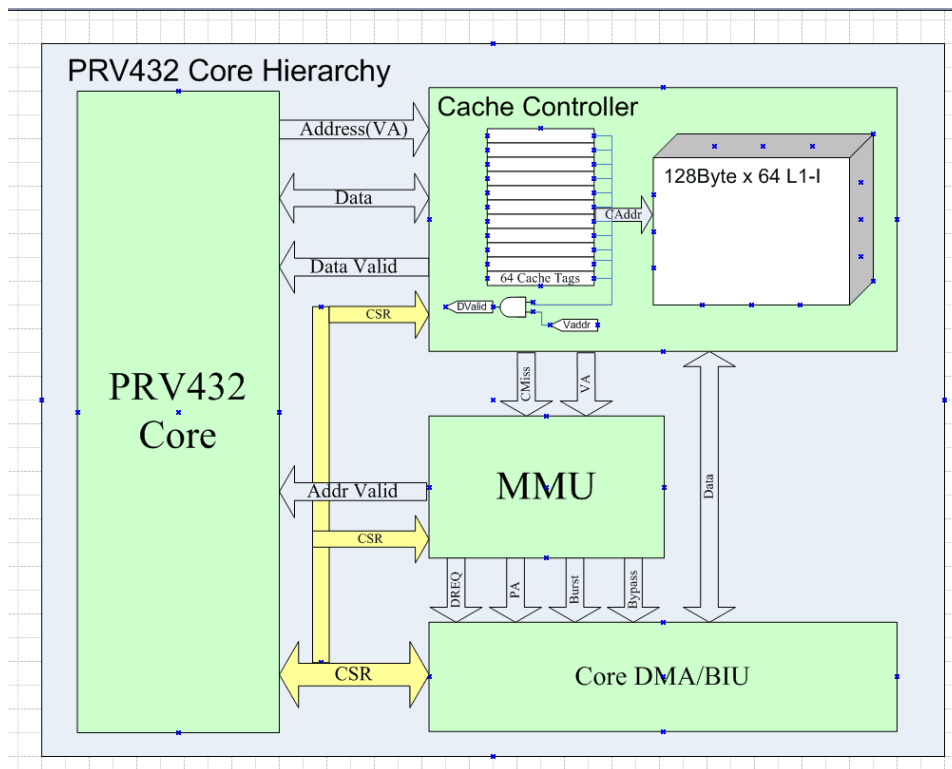 PRV432 Core Hierarchy
Cache Controller
Address(VA)
128Byte x 64 L1-I
Data
CAddr
Data Valid
64 Cache Tags
DValid
CSR
Vaddr
CMiss
VA
PRV432
Core
MMU
Data
Addr Valid
CSR
DREQ
PA
Burst
Bypass
CSR
Core DMA/BIU